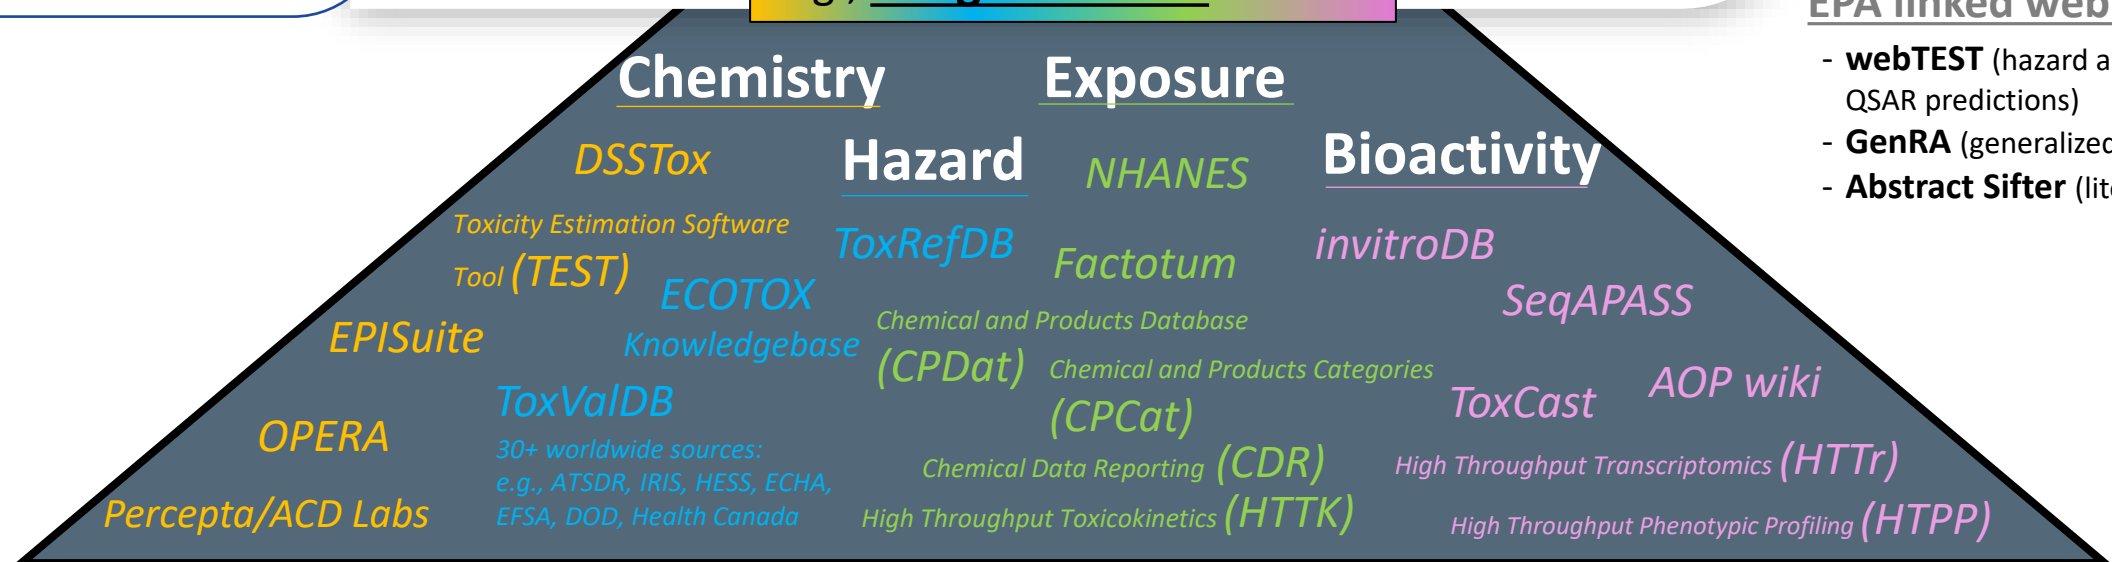 Chemistry
DSSTox
Toxicity Estimation Software
Tool (TEST)
EPISuite
OPERA
Percepta/ACD Labs
Hazard
ToxRefDB
ECOTOX
Knowledgebase
ToxValDB
30+ worldwide sources:
e.g., ATSDR, IRIS, HESS, ECHA,
EFSA, DOD, Health Canada
Exposure
NHANES
Factotum
Chemical and Products Database
(CPDat)
Chemical and Products Categories
(CPCat)
Chemical Data Reporting (CDR)
High Throughput Toxicokinetics (HTTK)
Bioactivity
invitroDB
SeqAPASS
ToxCast
AOP wiki
High Throughput Transcriptomics (HTTr)
High Throughput Phenotypic Profiling (HTPP)
EPA linked web
- webTEST (hazard a
QSAR predictions)
- GenRA (generalized
- Abstract Sifter (lit